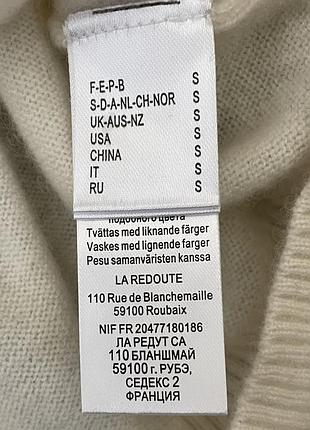 F-E-P-B S
S-D-A-NL-CH-NOR S
UK-AUS-NZ S
USA S
CHINA S
IT S
RU S
подобного цвета
Tvättas med liknande färger
Vaskes med lignende farger
Pesu samanväristen kanssa
LA REDOUTE
110 Rue de Blanchemaille
59100 Roubaix
NIF FR 20477180186
ЛА РЕДУТ СА
110 БЛАНШМАЙ
59100 г. РУБЭ,
СЕДЕКС 2
ФРАНЦИЯ